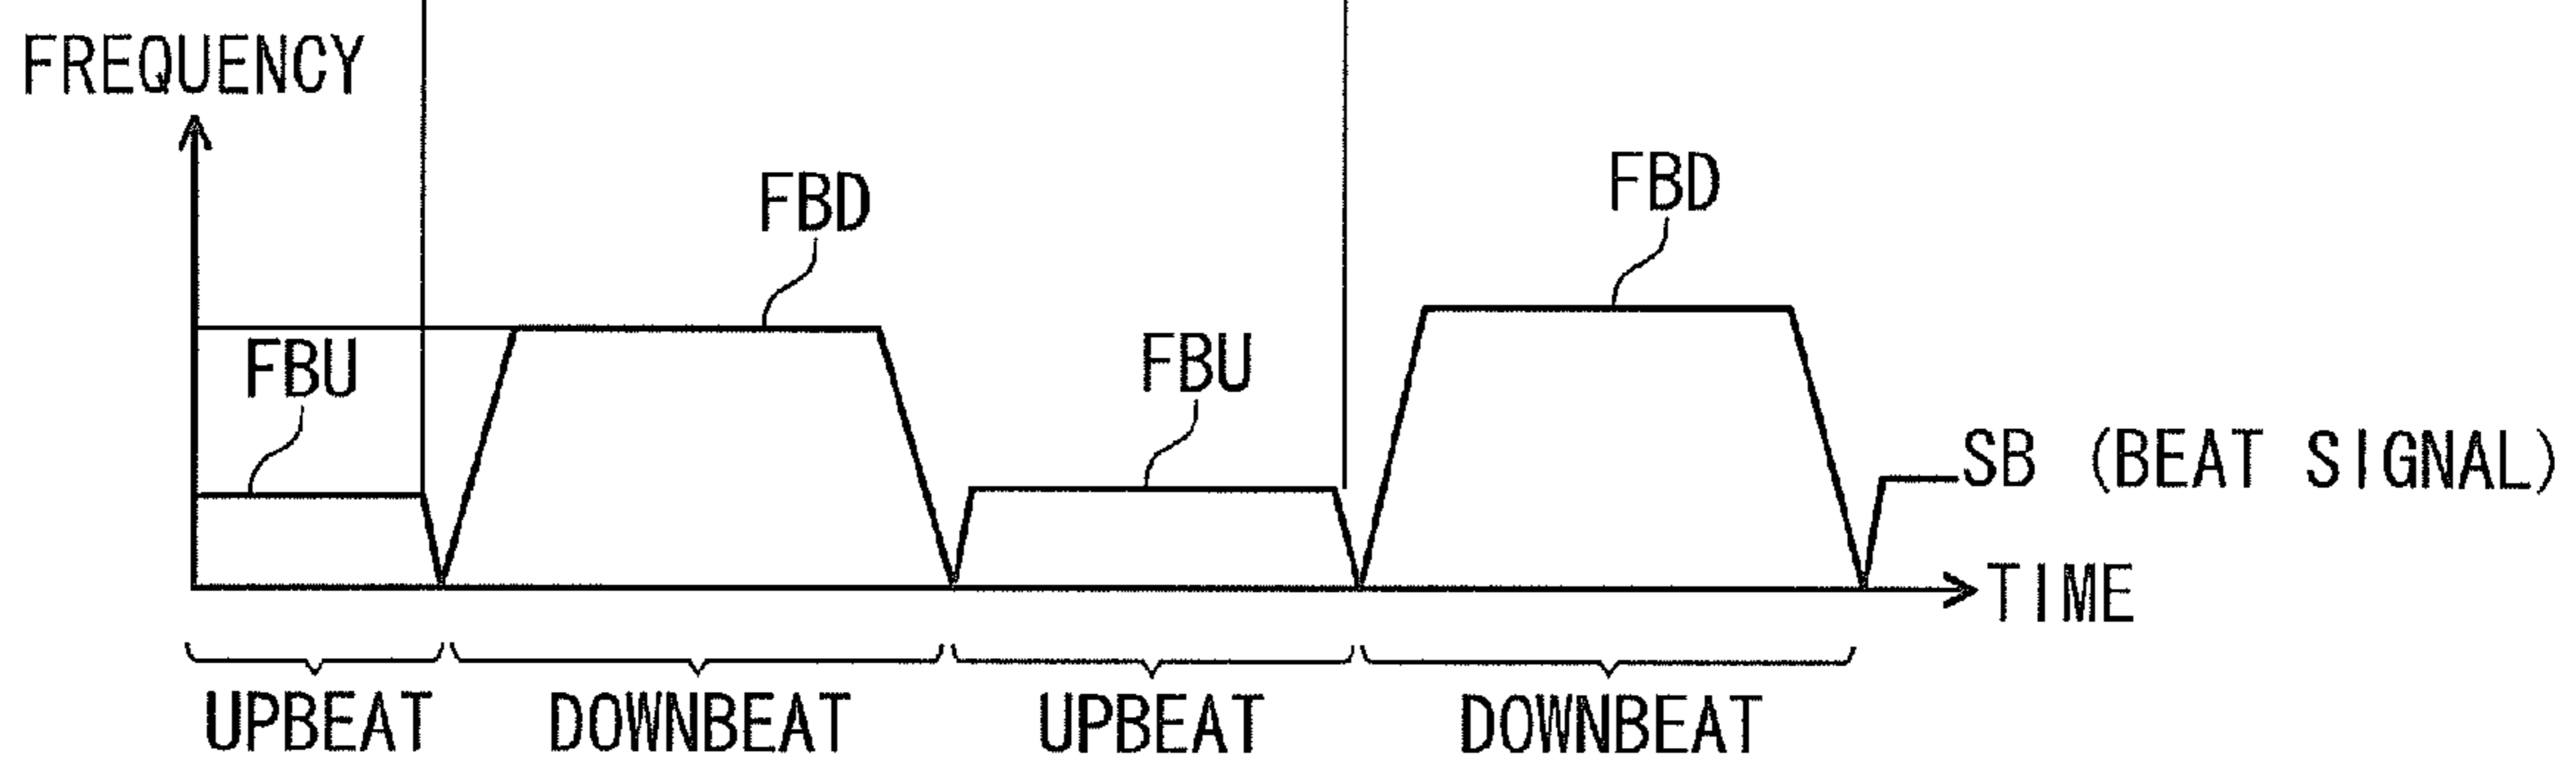 FREQUENCY
FBD
FBD
FBU
FBU
SB (BEAT SIGNAL)
TIME
UPBEAT DOWNBEAT UPBEAT DOWNBEAT